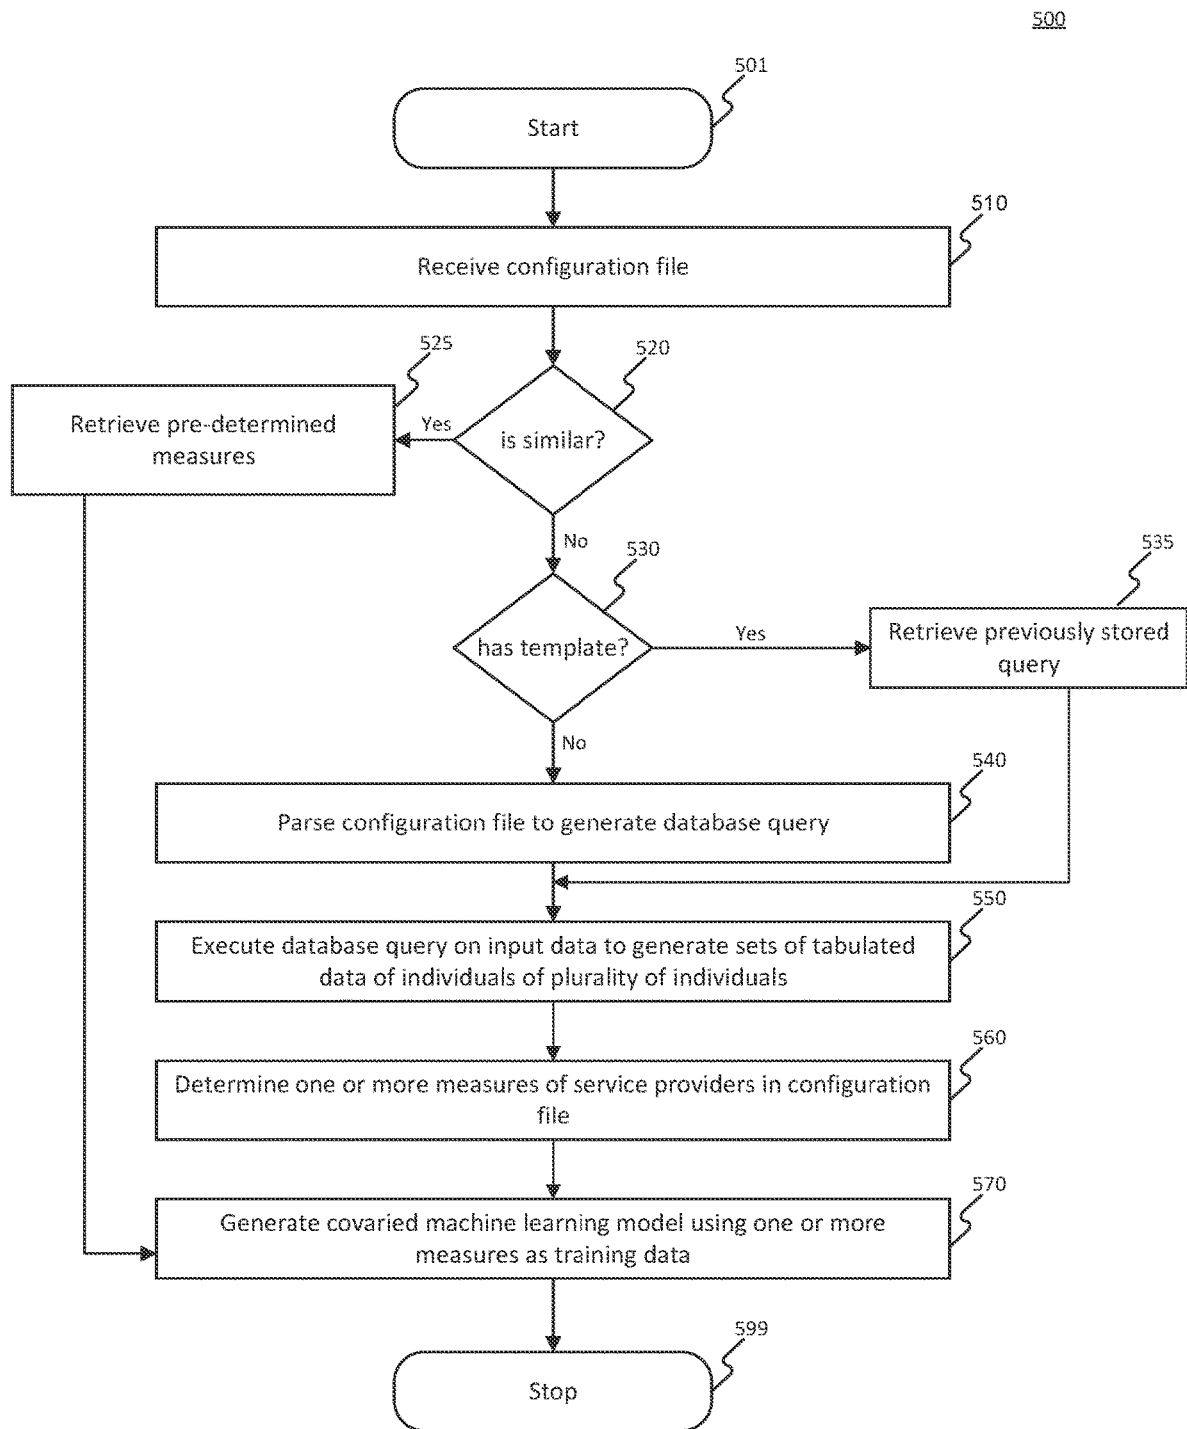 500
501
Start
510
Receive configuration file
525
520
Retrieve pre-determined
measures
Yes
is similar?
No
530
535
has template?
Yes
Retrieve previously stored
query
No
540
Parse configuration file to generate database query
550
Execute database query on input data to generate sets of tabulated
data of individuals of plurality of individuals
560
Determine one or more measures of service providers in configuration
file
570
Generate covaried machine learning model using one or more
measures as training data
599
Stop